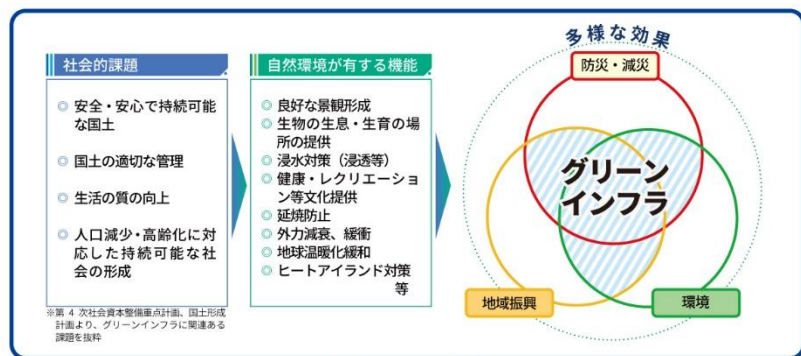 社会的課題
◎ 安全・安心で持続可能
な国土
◎ 国土の適切な管理
◎ 生活の質の向上
◎ 人口減少・高齢化に対
応した持続可能な社
会の形成
※第 4 次社会資本整備重点計画、国土形成
計画より、グリーンインフラに関連ある
課題を抜粋
自然環境が有する機能
◎ 良好な景観形成
◎ 生物の生息・生育の場
所の提供
◎ 浸水対策（浸透等）
◎ 健康・レクリエーショ
ン等文化提供
◎ 延焼防止
◎ 外力減衰、緩衝
◎ 地球温暖化緩和
◎ ヒートアイランド対策
等
多様な効果
防災・減災
グリーン
インフラ
地域振興
環境